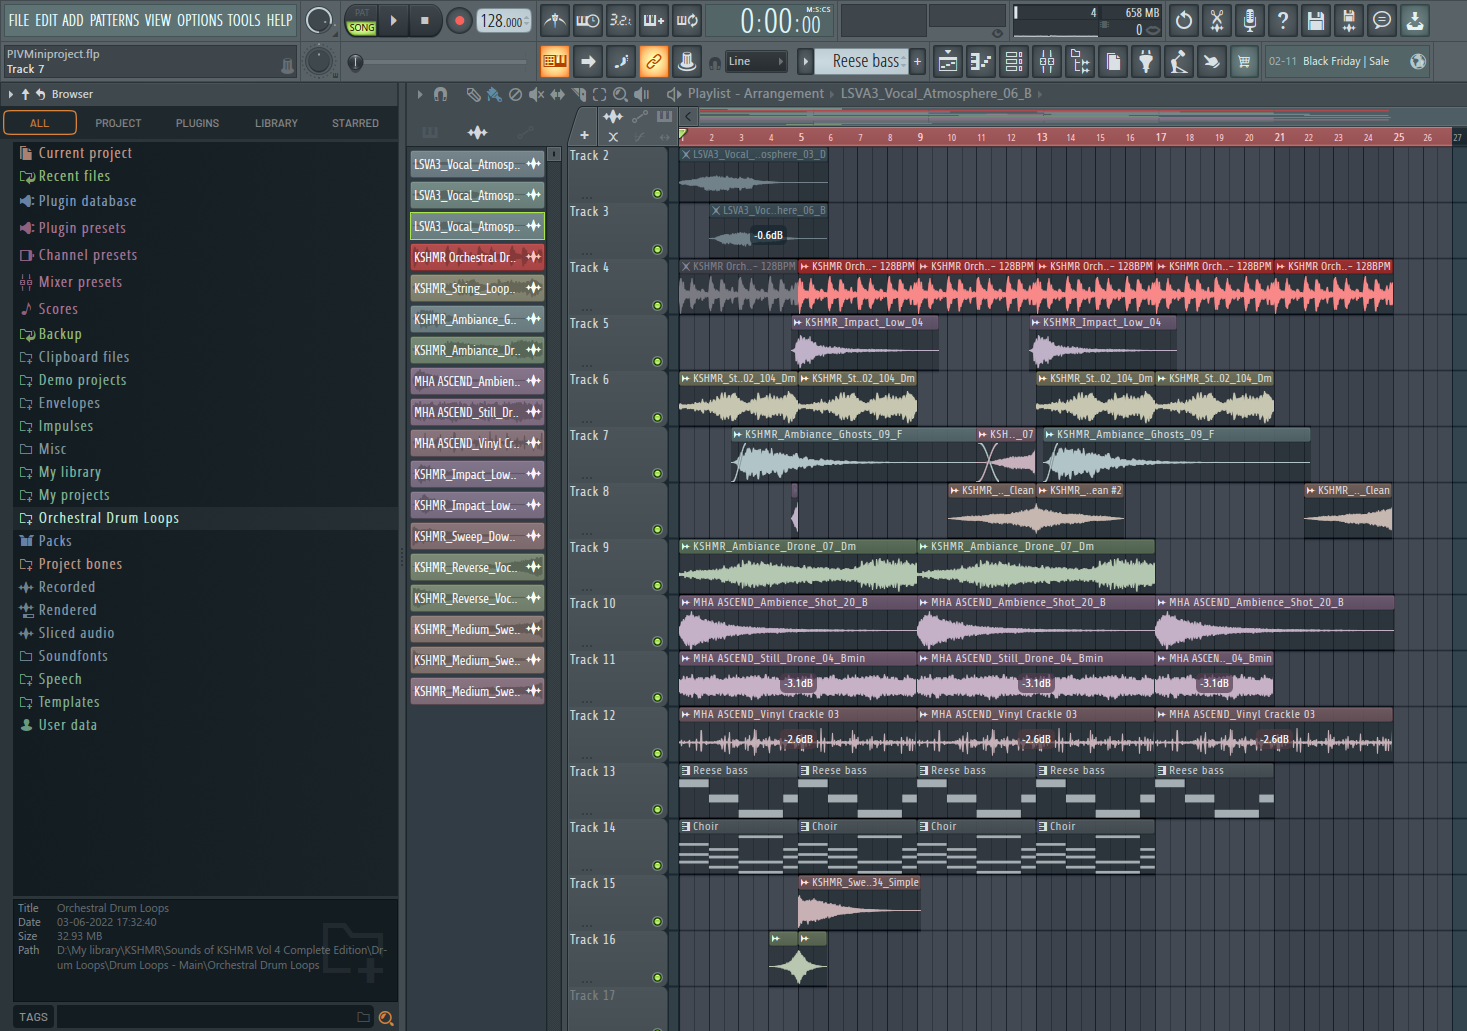 FILE EDIT ADD PATTERNS VIEW OPTIONS TOOLS HELP
PAT
SONG
128.000
3.2.
0:00:00
M:S:CS
4
658 MB
0
PIVMiniproject.flp
Track 7
Line
Reese bass
02-11 Black Friday | Sale
Browser
Playlist - Arrangement
LSVA3_Vocal_Atmosphere_06_B
ALL
PROJECT
PLUGINS
LIBRARY
STARRED
Current project
Recent files
Plugin database
Plugin presets
Channel presets
Mixer presets
Scores
Backup
Clipboard files
Demo projects
Envelopes
Impulses
Misc
My library
My projects
Orchestral Drum Loops
Packs
Project bones
Recorded
Rendered
Sliced audio
Soundfonts
Speech
Templates
User data
Title Orchestral Drum Loops
Date 03-06-2022 17:32:40
Size 32.93 MB
Path D:\My library\KSHMR\Sounds of KSHMR Vol 4 Complete Edition\Dr-
um Loops\Drum Loops - Main\Orchestral Drum Loops
TAGS
LSVA3_Vocal_Atmosp..
LSVA3_Vocal_Atmosp..
LSVA3_Vocal_Atmosp..
KSHMR Orchestral Dr..
KSHMR_String_Loop..
KSHMR_Ambiance_G..
KSHMR_Ambiance_Dr..
MHA ASCEND_Ambien..
MHA ASCEND_Still_Dr..
MHA ASCEND_Vinyl Cr..
KSHMR_Impact_Low..
KSHMR_Impact_Low..
KSHMR_Sweep_Dow..
KSHMR_Reverse_Voc..
KSHMR_Reverse_Voc..
KSHMR_Medium_Swe..
KSHMR_Medium_Swe..
KSHMR_Medium_Swe..
2 3 4 5 6 7 8 9 10 11 12 13 14 15 16 17 18 19 20 21 22 23 24 25 26 27
Track 2
LSVA3_Vocal_..osphere_03_D
Track 3
LSVA3_Voc..here_06_B
-0.6dB
Track 4
KSHMR Orch..- 128BPM KSHMR Orch..- 128BPM KSHMR Orch..- 128BPM KSHMR Orch..- 128BPM KSHMR Orch..- 128BPM KSHMR Orch..- 128BPM
Track 5
KSHMR_Impact_Low_04 KSHMR_Impact_Low_04
Track 6
KSHMR_St..02_104_Dm KSHMR_St..02_104_Dm KSHMR_St..02_104_Dm KSHMR_St..02_104_Dm
Track 7
KSHMR_Ambiance_Ghosts_09_F KSH.._07 KSHMR_Ambiance_Ghosts_09_F
Track 8
KSHMR_.._Clean KSHMR_..ean #2 KSHMR_.._Clean
Track 9
KSHMR_Ambiance_Drone_07_Dm KSHMR_Ambiance_Drone_07_Dm
Track 10
MHA ASCEND_Ambience_Shot_20_B MHA ASCEND_Ambience_Shot_20_B MHA ASCEND_Ambience_Shot_20_B
Track 11
MHA ASCEND_Still_Drone_04_Bmin MHA ASCEND_Still_Drone_04_Bmin MHA ASCEN.._04_Bmin
-3.1dB -3.1dB -3.1dB
Track 12
MHA ASCEND_Vinyl Crackle 03 MHA ASCEND_Vinyl Crackle 03 MHA ASCEND_Vinyl Crackle 03
-2.6dB -2.6dB -2.6dB
Track 13
Reese bass Reese bass Reese bass Reese bass Reese bass
Track 14
Choir Choir Choir Choir
Track 15
KSHMR_Swe..34_Simple
Track 16
Track 17